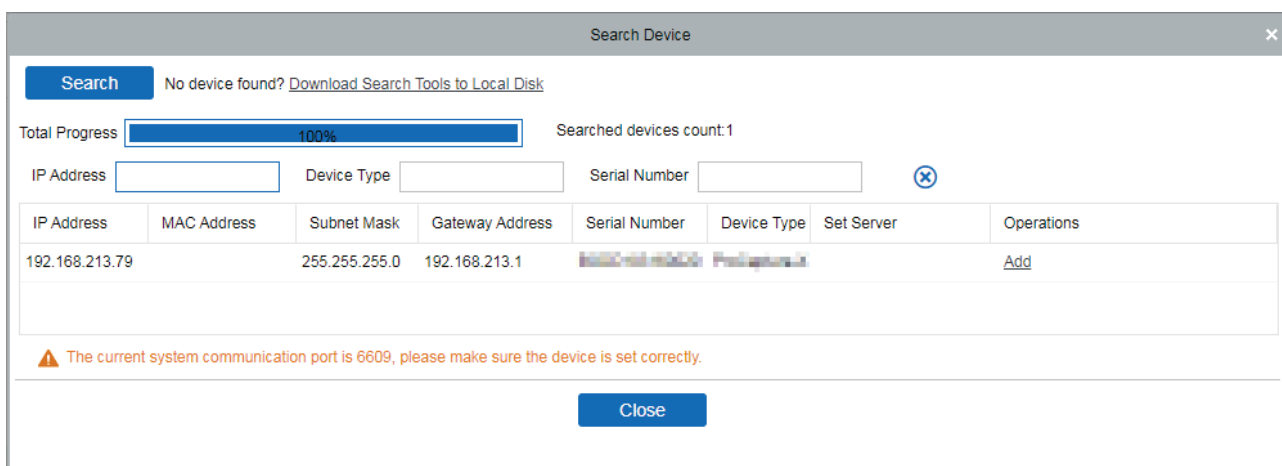 Search Device
Search No device found? Download Search Tools to Local Disk
Total Progress 100% Searched devices count:1
IP Address Device Type Serial Number
IP Address MAC Address Subnet Mask Gateway Address Serial Number Device Type Set Server Operations
192.168.213.79 255.255.255.0 192.168.213.1 Add
The current system communication port is 6609, please make sure the device is set correctly.
Close